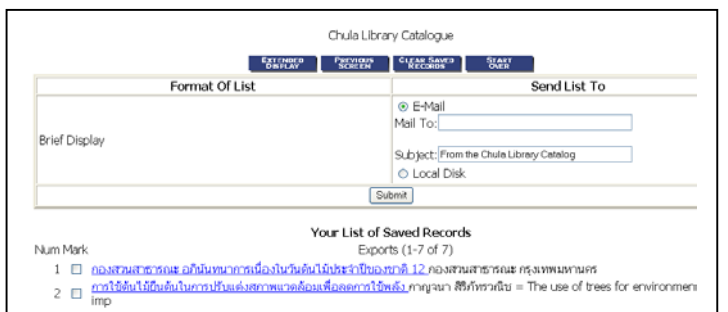 Chula Library Catalogue
EXTENDED DISPLAY PREVIOUS SCREEN CLEAR SAVED RECORDS START OVER
Format Of List Send List To
E-Mail
Mail To:
Brief Display
Subject: From the Chula Library Catalog
Local Disk
Submit
Your List of Saved Records
Num Mark Exports (1-7 of 7)
1 กองสวนสาธารณะ อภินันทนาการเนื่องในวันต้นไม้ประจำปีของชาติ 12 กองสวนสาธารณะ กรุงเทพมหานคร
2 การใช้ต้นไม้ยืนต้นในการปรับแต่งสภาพแวดล้อมเพื่อลดการใช้พลัง กาญจนา สิริภัทรวณิช = The use of trees for environmen
imp